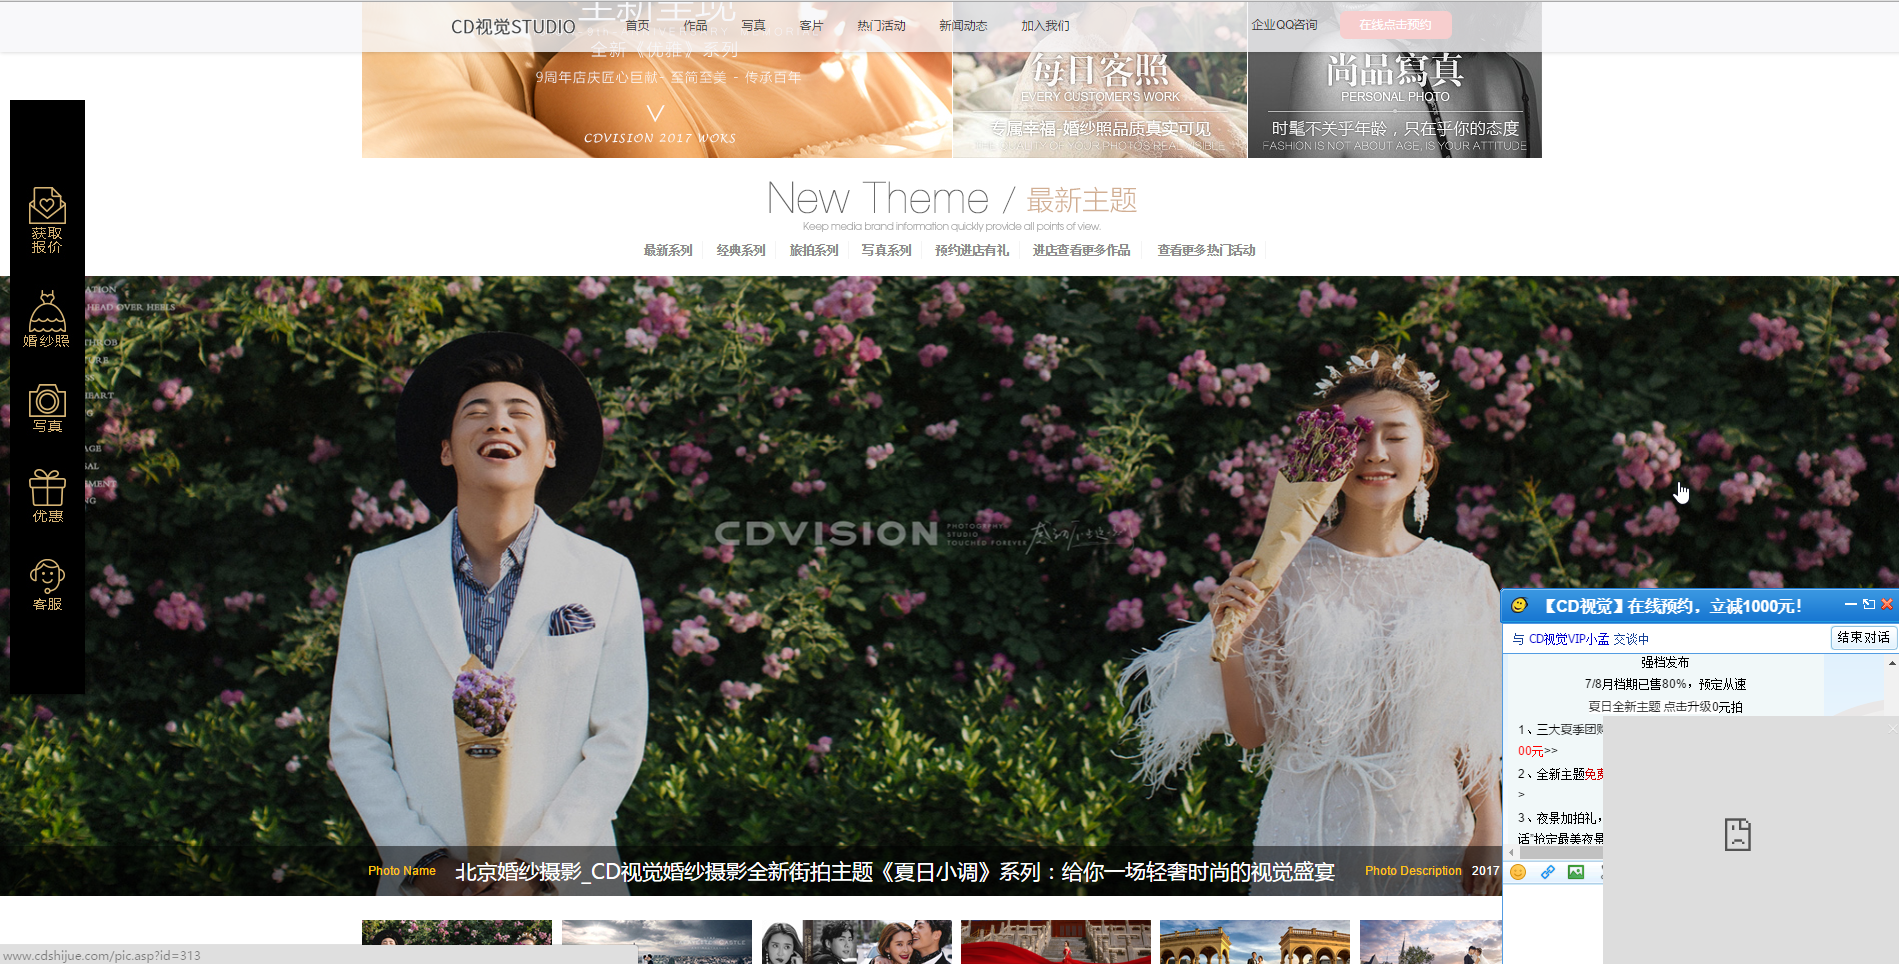 CD视觉STUDIO
首页
作品
写真
客片
热门活动
新闻动态
加入我们
企业QQ咨询
在线点击预约
全新呈现
全新《优雅》系列
9周年店庆匠心巨献- 至简至美 - 传承百年
CDVISION 2017 WOKS
每日客照
EVERY CUSTOMER'S WORK
专属幸福-婚纱照品质真实可见
THE QUALITY OF YOUR PHOTOS REAL VISIBLE
尚品寫真
PERSONAL PHOTO
时髦不关乎年龄，只在乎你的态度
FASHION IS NOT ABOUT AGE, IS YOUR ATTITUDE
New Theme / 最新主题
Keep media brand information quickly provide all points of view.
最新系列
经典系列
旅拍系列
写真系列
预约进店有礼
进店查看更多作品
查看更多热门活动
获取
报价
婚纱照
写真
优惠
客服
HEAD OVER HEELS
CDVISION
PHOTOGRAPHY
STUDIO
TOUCHED FOREVER
【CD视觉】在线预约，立减1000元！
与 CD视觉VIP小孟 交谈中
结束对话
强档发布
7/8月档期已售80%，预定从速
夏日全新主题 点击升级0元拍
1、三大夏季团购
00元>>
2、全新主题免费
>
3、夜景加拍礼，
话"抢定最美夜景
Photo Name
北京婚纱摄影_CD视觉婚纱摄影全新街拍主题《夏日小调》系列：给你一场轻奢时尚的视觉盛宴
Photo Description
2017
www.cdshijue.com/pic.asp?id=313